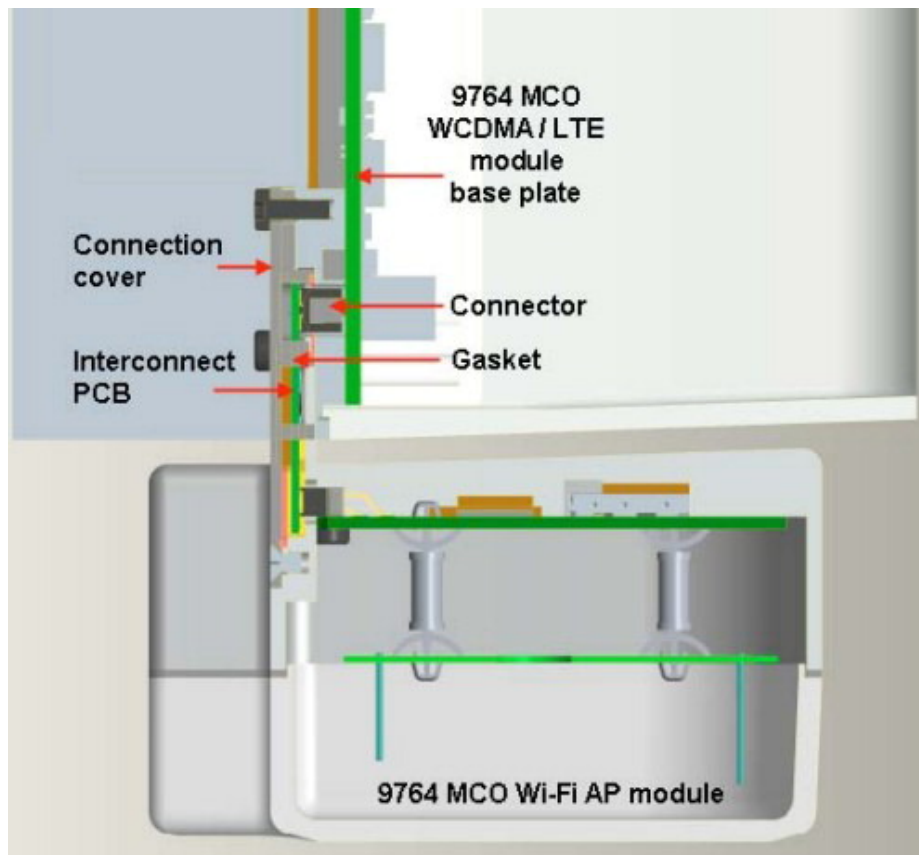 9764 MCO
WCDMA / LTE
module
base plate
Connection
cover
Connector
Interconnect
PCB
Gasket
9764 MCO Wi-Fi AP module